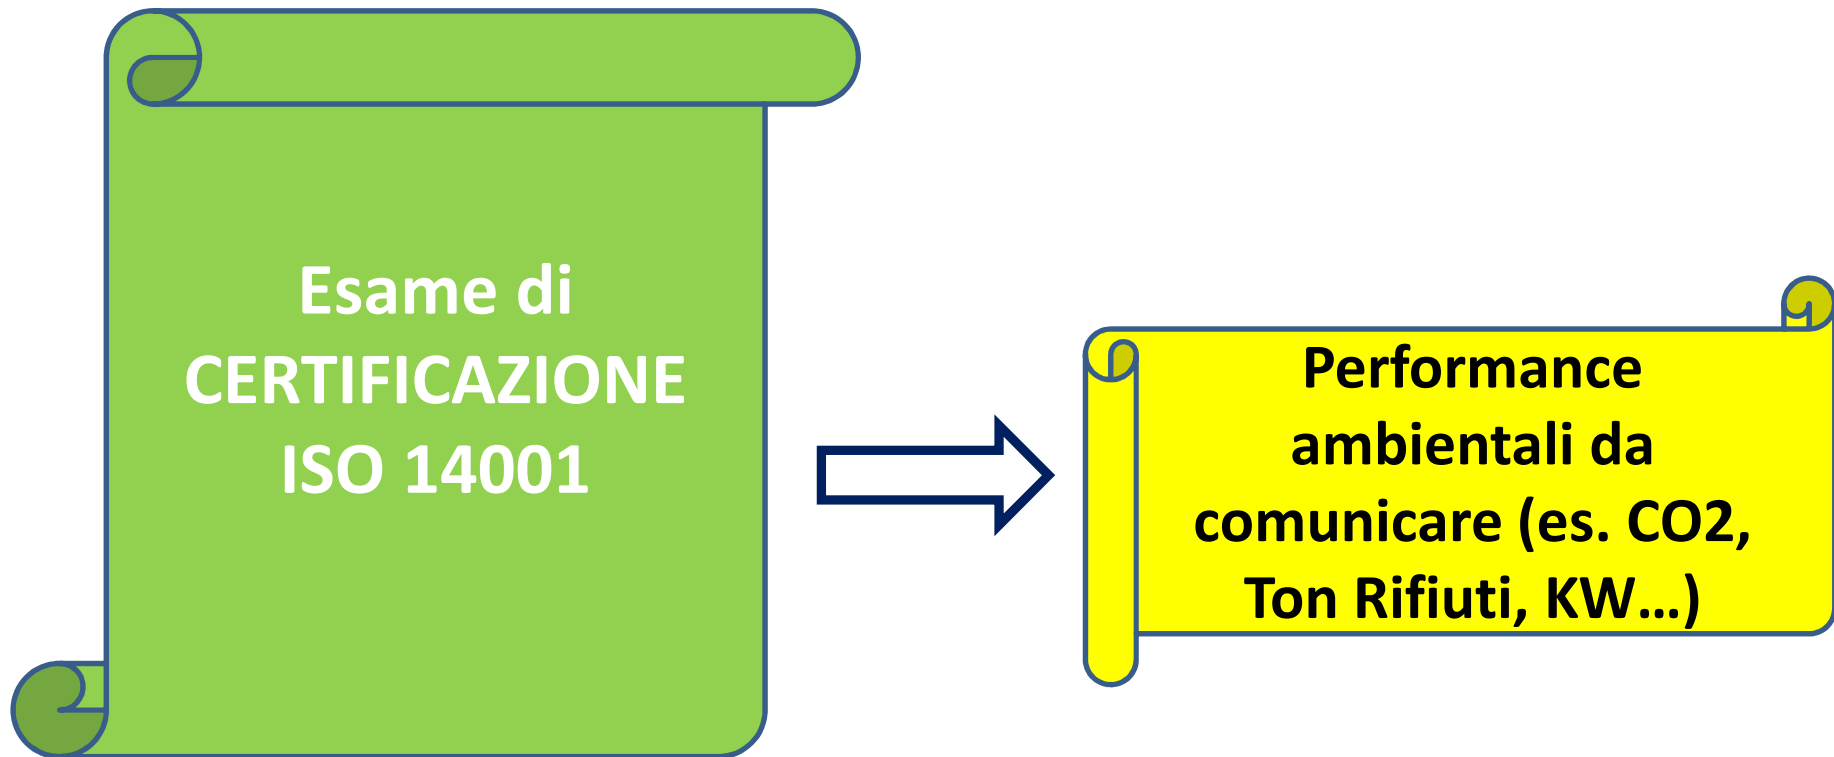 Esame di
CERTIFICAZIONE
ISO 14001
Performance
ambientali da
comunicare (es. CO2,
Ton Rifiuti, KW…)